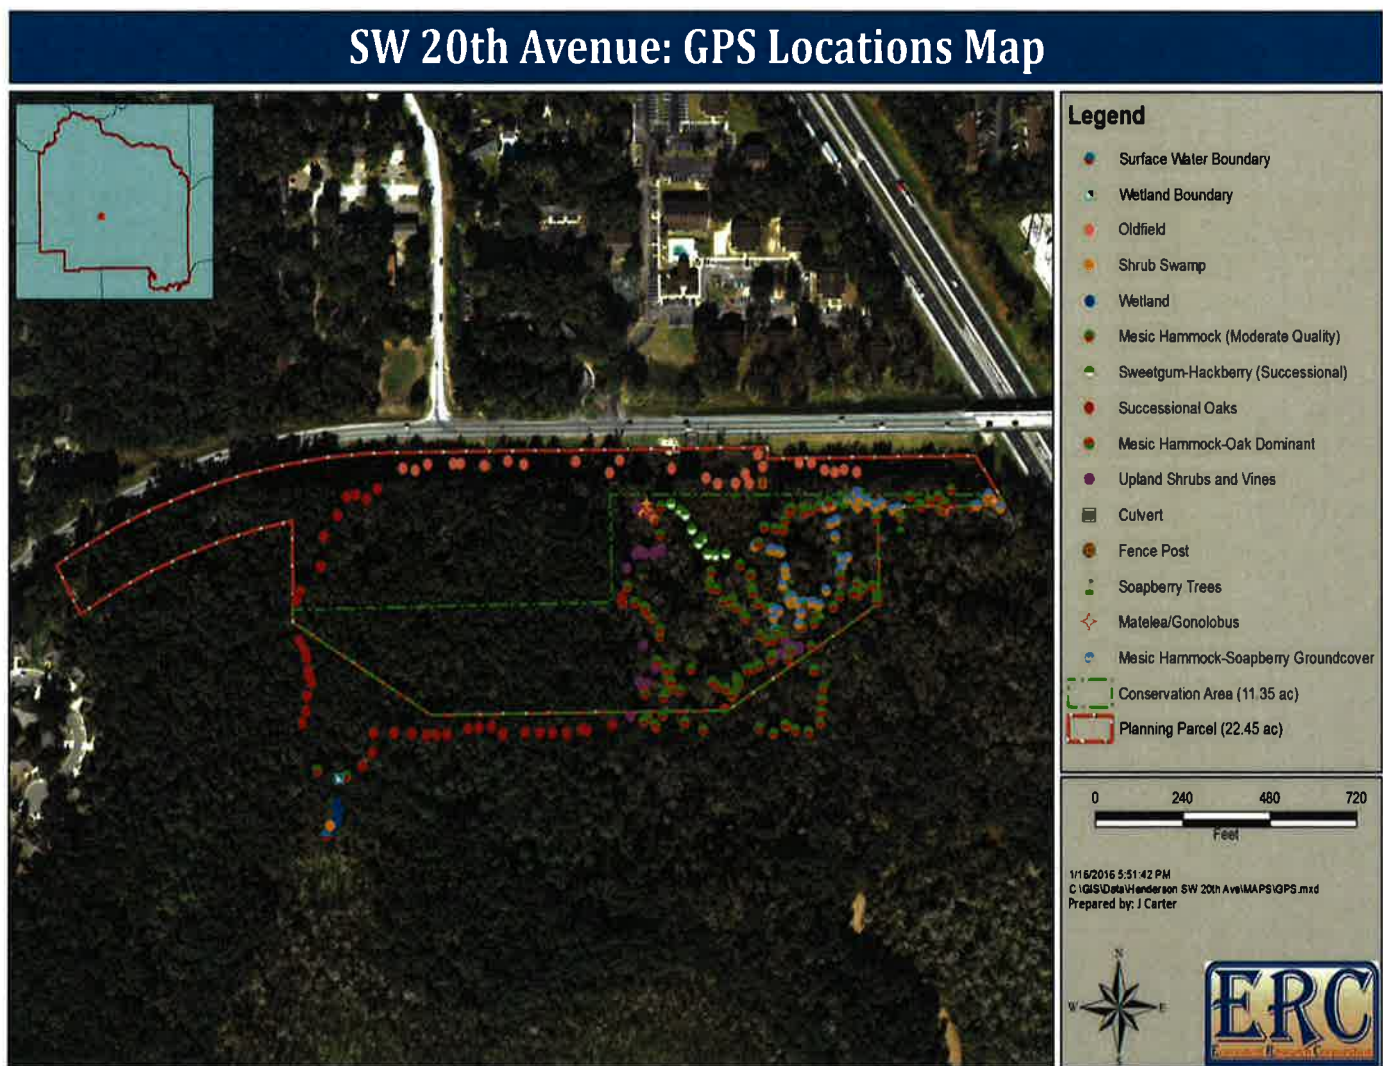 SW 20th Avenue: GPS Locations Map
Legend
Surface Water Boundary
Wetland Boundary
Oldfield
Shrub Swamp
Wetland
Mesic Hammock (Moderate Quality)
Sweetgum-Hackberry (Successional)
Successional Oaks
Mesic Hammock-Oak Dominant
Upland Shrubs and Vines
Culvert
Fence Post
Soapberry Trees
Matelea/Gonolobus
Mesic Hammock-Soapberry Groundcover
Conservation Area (11.35 ac)
Planning Parcel (22.45 ac)
0 240 480 720
Feet
1/15/2016 5:51:42 PM
C:\GIS\Data\Henderson SW 20th Ave\MAPS\GPS.mxd
Prepared by: J Carter
N
W E
S
ERC
Ecosystem Research Corporation